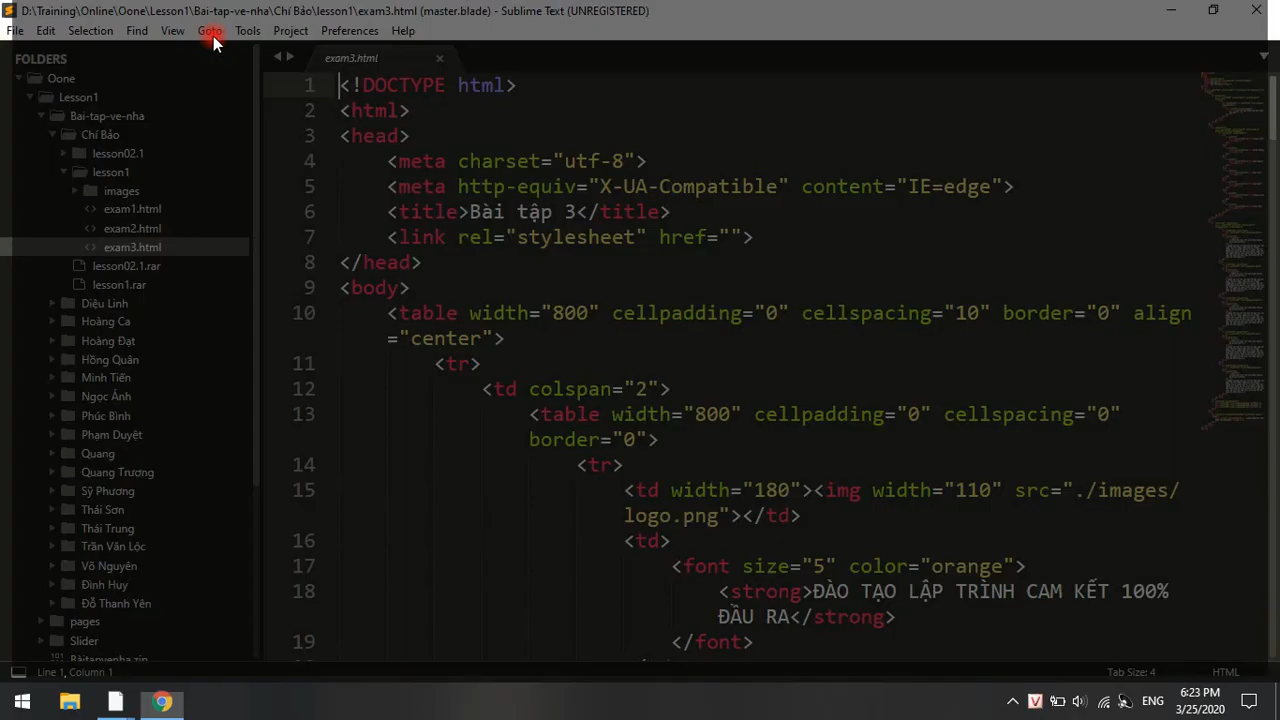 D:\Training\Online\Oone\Lesson1\Bai-tap-ve-nha\Chí Bảo\lesson1\exam3.html (master.blade) - Sublime Text (UNREGISTERED)
File Edit Selection Find View Goto Tools Project Preferences Help
FOLDERS
Oone
Lesson1
Bai-tap-ve-nha
Chí Bảo
lesson02.1
lesson1
images
exam1.html
exam2.html
exam3.html
lesson02.1.rar
lesson1.rar
Diệu Linh
Hoàng Ca
Hoàng Đạt
Hồng Quân
Minh Tiến
Ngọc Ánh
Phúc Bình
Phạm Duyệt
Quang
Quang Trương
Sỹ Phương
Thái Sơn
Thái Trung
Trần Văn Lộc
Võ Nguyên
Đình Huy
Đỗ Thanh Yên
pages
Slider
Baitapvenha.zip
exam3.html
1 <!DOCTYPE html>
2 <html>
3 <head>
4 <meta charset="utf-8">
5 <meta http-equiv="X-UA-Compatible" content="IE=edge">
6 <title>Bài tập 3</title>
7 <link rel="stylesheet" href="">
8 </head>
9 <body>
10 <table width="800" cellpadding="0" cellspacing="10" border="0" align
="center">
11 <tr>
12 <td colspan="2">
13 <table width="800" cellpadding="0" cellspacing="0"
border="0">
14 <tr>
15 <td width="180"><img width="110" src="./images/
logo.png"></td>
16 <td>
17 <font size="5" color="orange">
18 <strong>ĐÀO TẠO LẬP TRÌNH CAM KẾT 100%
ĐẦU RA</strong>
19 </font>
Line 1, Column 1
Tab Size: 4
HTML
ENG
6:23 PM
3/25/2020